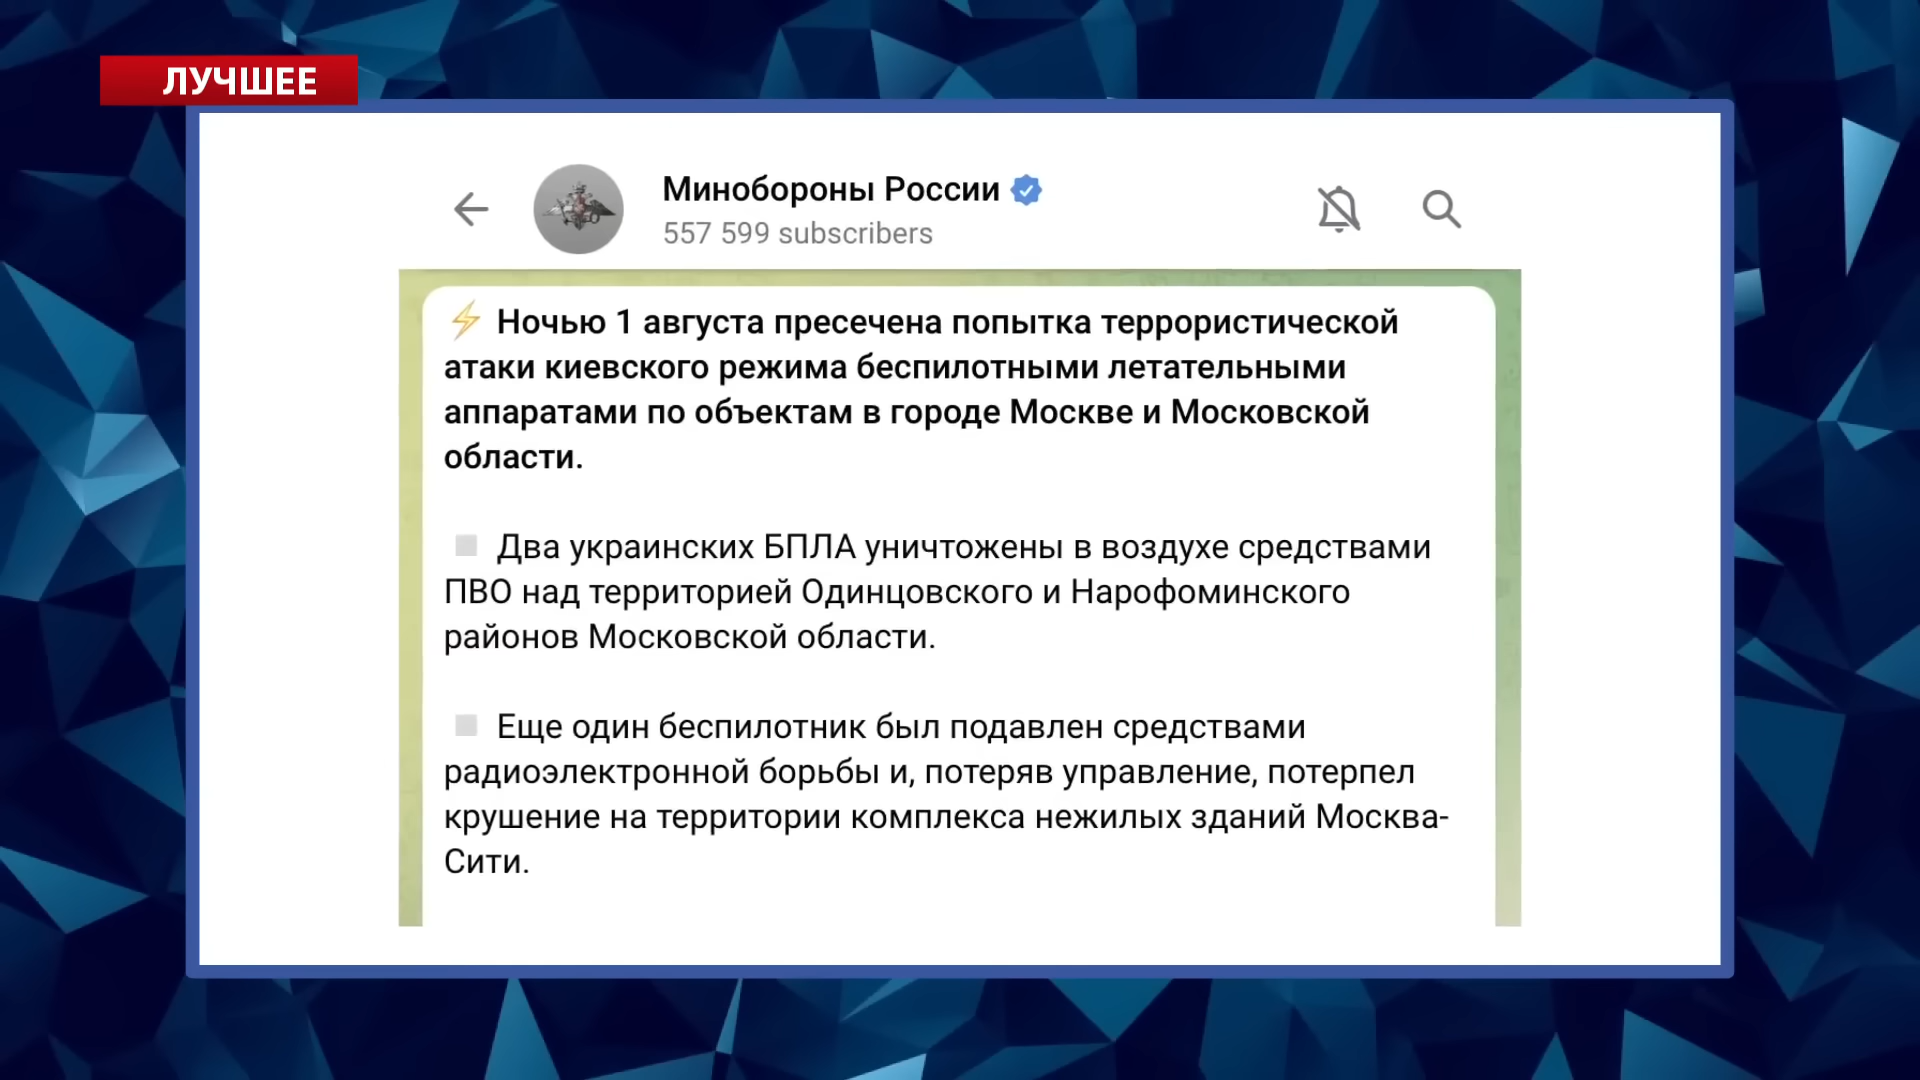 ЛУЧШЕЕ
Минобороны России
557 599 subscribers
⚡ Ночью 1 августа пресечена попытка террористической
атаки киевского режима беспилотными летательными
аппаратами по объектам в городе Москве и Московской
области.
◽ Два украинских БПЛА уничтожены в воздухе средствами
ПВО над территорией Одинцовского и Нарофоминского
районов Московской области.
◽ Еще один беспилотник был подавлен средствами
радиоэлектронной борьбы и, потеряв управление, потерпел
крушение на территории комплекса нежилых зданий Москва-
Сити.